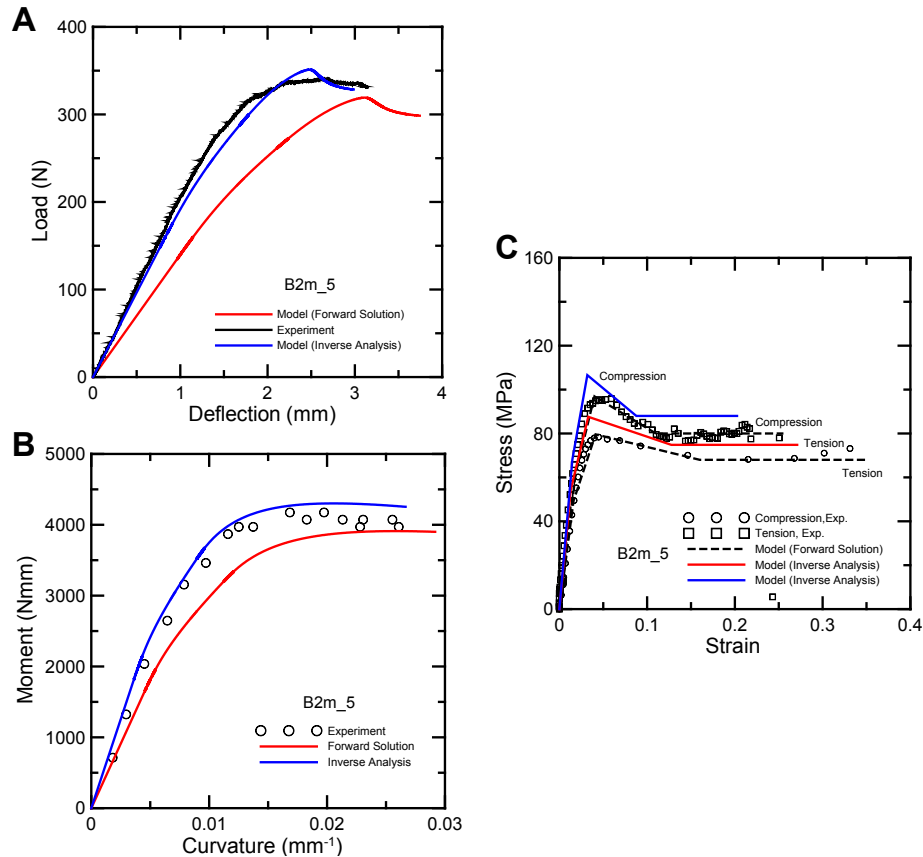 A
400
300
200
100
0
Load (N)
B2m_5
Model (Forward Solution)
Experiment
Model (Inverse Analysis)
0 1 2 3 4
Deflection (mm)
B
5000
4000
3000
2000
1000
0
Moment (Nmm)
B2m_5
Experiment
Forward Solution
Inverse Analysis
0 0.01 0.02 0.03
Curvature (mm⁻¹)
C
160
120
80
40
0
Stress (MPa)
Compression
Compression
Tension
Tension
Compression,Exp.
Tension, Exp.
Model (Forward Solution)
B2m_5
Model (Inverse Analysis)
Model (Inverse Analysis)
0 0.1 0.2 0.3 0.4
Strain